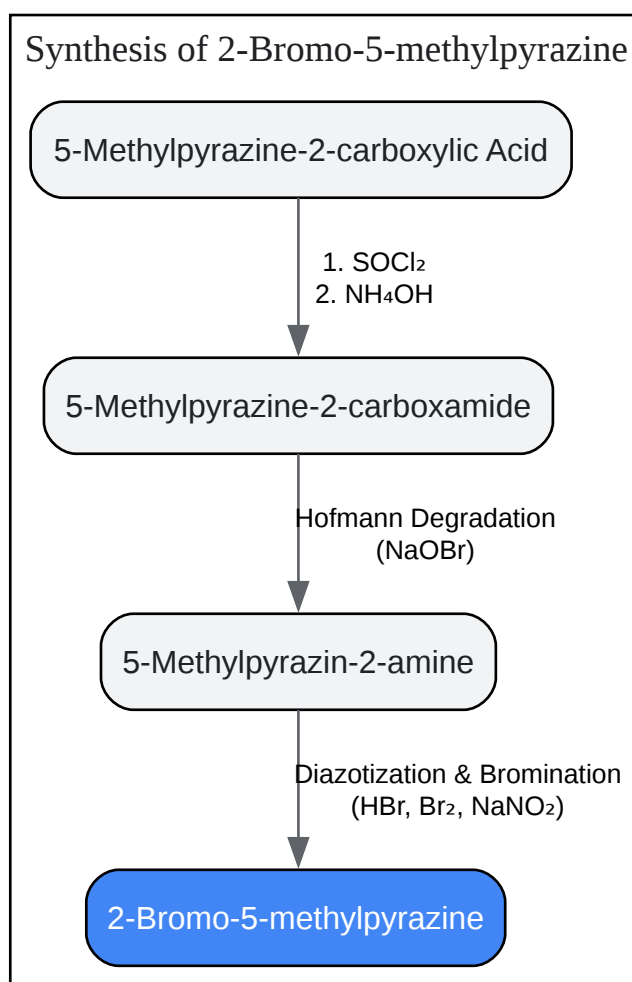 Synthesis of 2-Bromo-5-methylpyrazine
5-Methylpyrazine-2-carboxylic Acid
1. SOCl₂
2. NH₄OH
5-Methylpyrazine-2-carboxamide
Hofmann Degradation
(NaOBr)
5-Methylpyrazin-2-amine
Diazotization & Bromination
(HBr, Br₂, NaNO₂)
2-Bromo-5-methylpyrazine